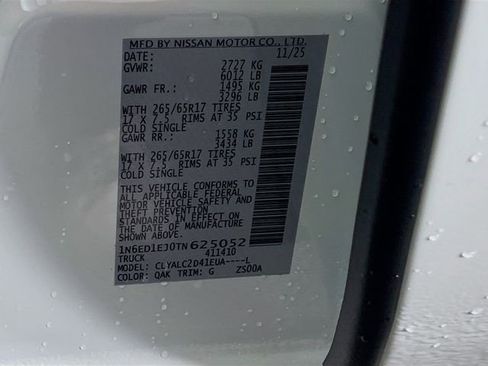 MFD BY NISSAN MOTOR CO., LTD.
DATE: 11/25
GVWR: 2727 KG
6012 LB
GAWR FR.: 1495 KG
3296 LB
WITH 265/65R17 TIRES
17 X 7.5 RIMS AT 35 PSI
COLD SINGLE
GAWR RR.: 1558 KG
3434 LB
WITH 265/65R17 TIRES
17 X 7.5 RIMS AT 35 PSI
COLD SINGLE
THIS VEHICLE CONFORMS TO
ALL APPLICABLE FEDERAL
MOTOR VEHICLE SAFETY AND
THEFT PREVENTION
STANDARDS IN EFFECT ON
THE DATE OF MANUFACTURE
SHOWN ABOVE.
1N6ED1EJ0TN625052
TRUCK 411410
MODEL: CLYALC2D41EUA----L
COLOR: QAK TRIM: G ZS00A